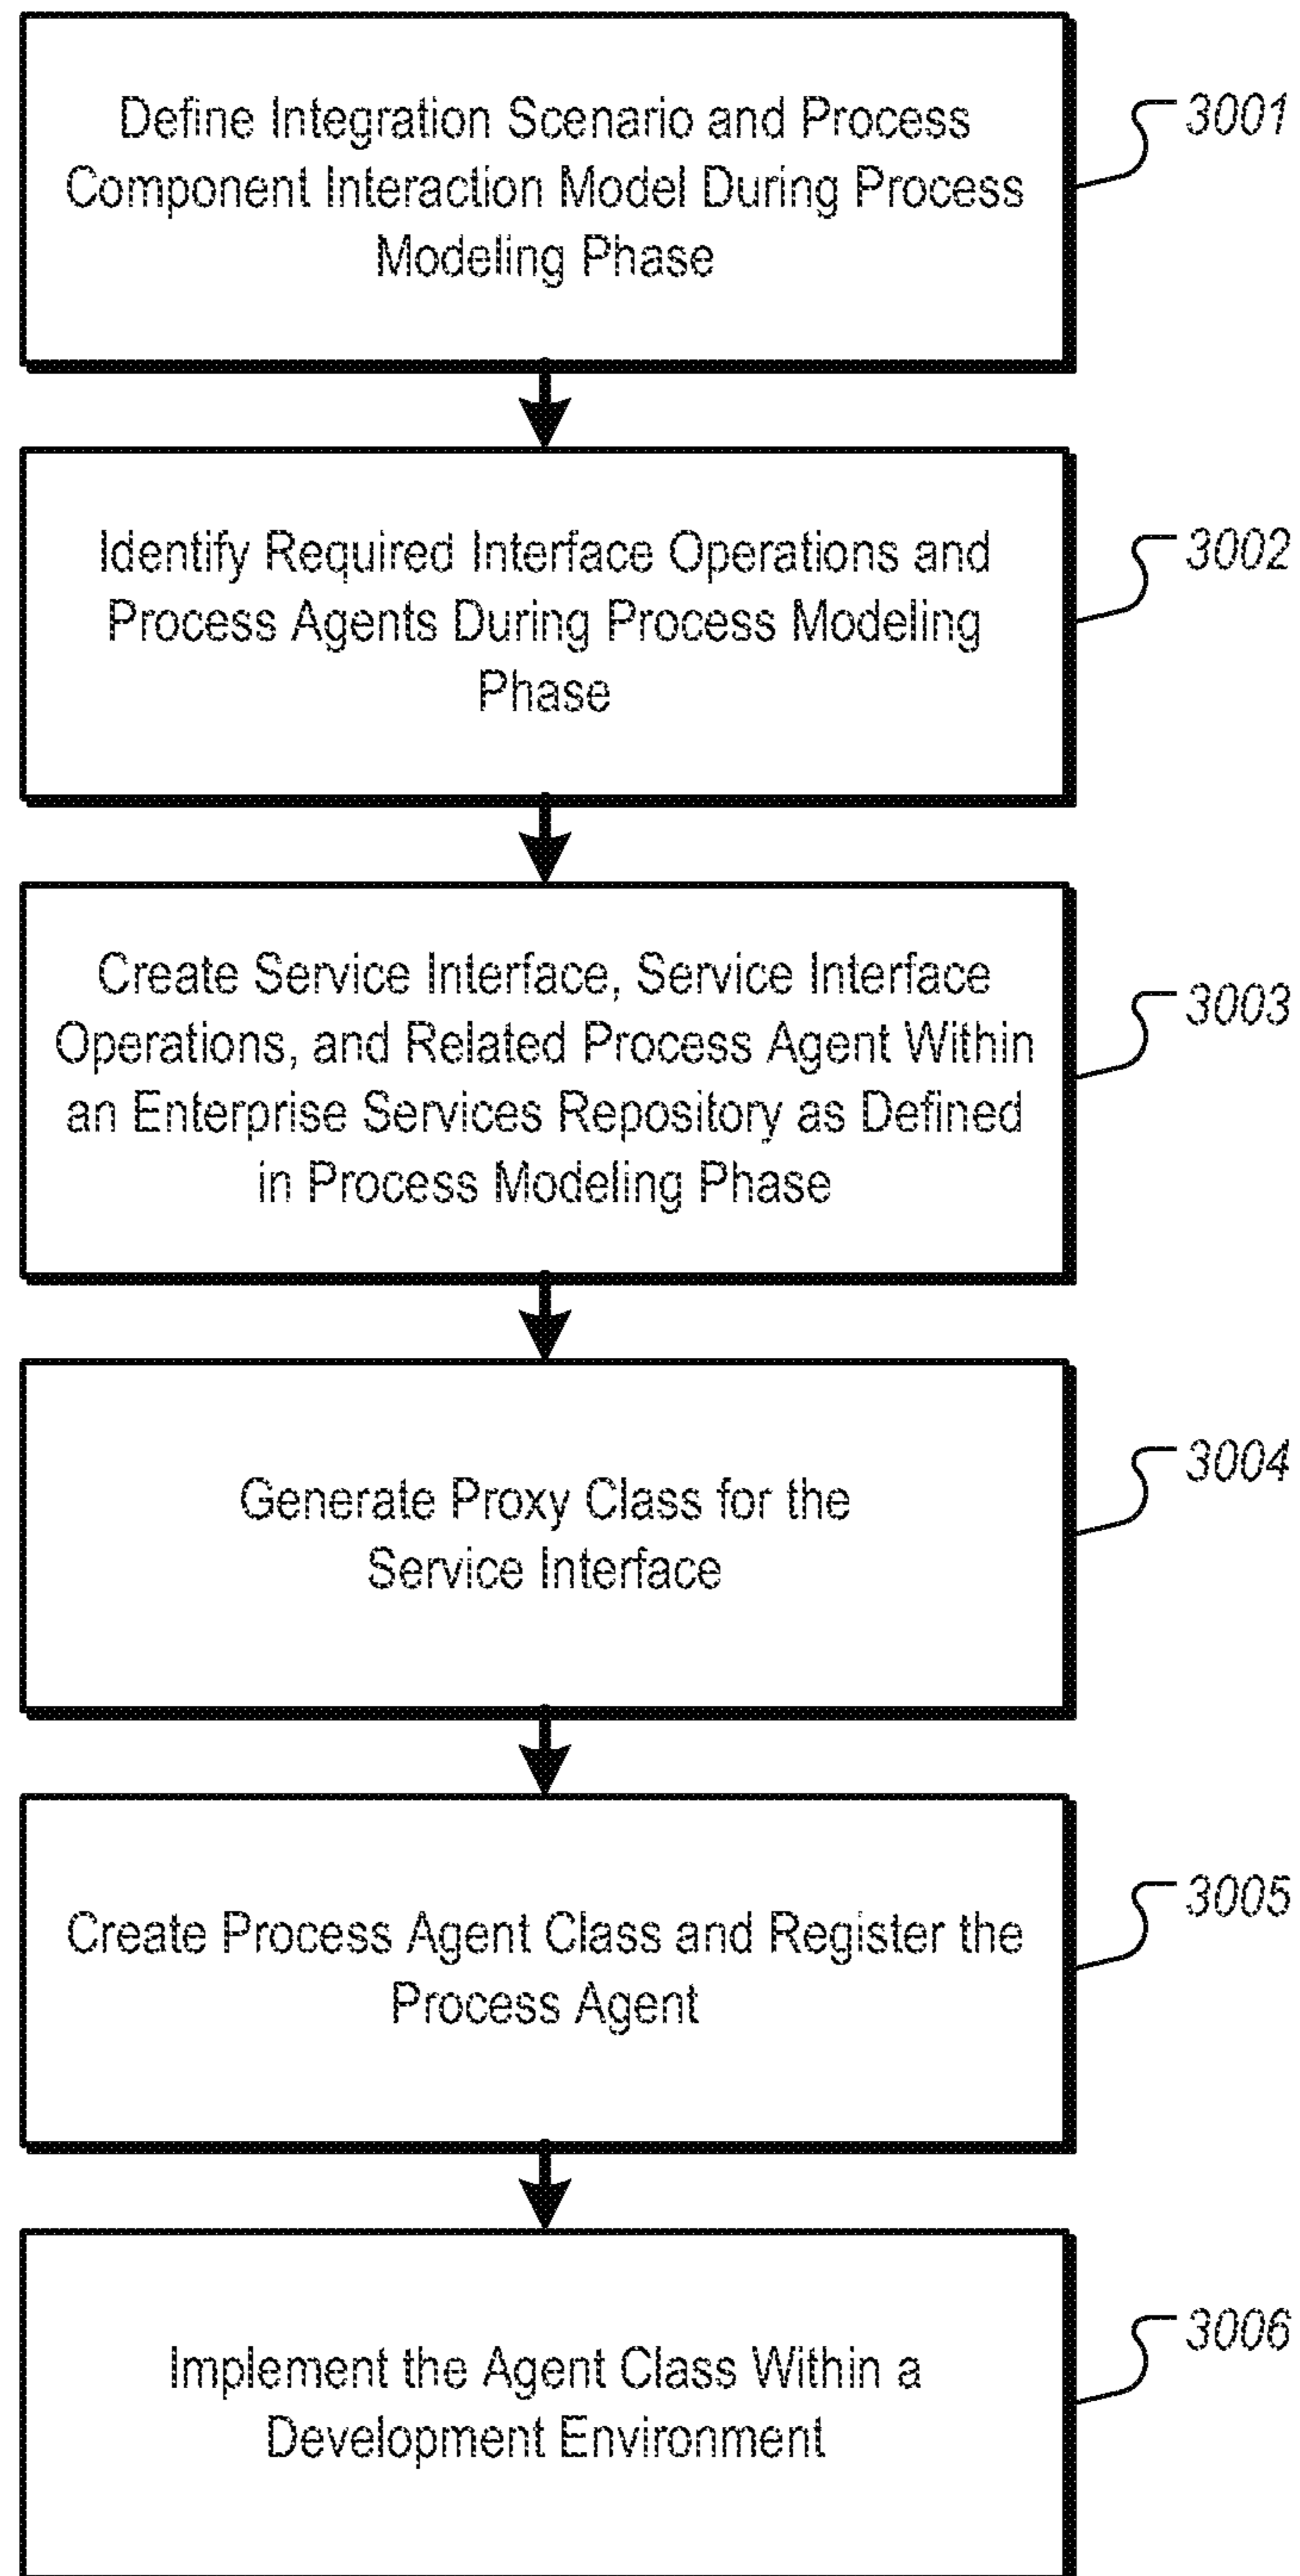 Define Integration Scenario and Process
Component Interaction Model During Process
Modeling Phase
3001
Identify Required Interface Operations and
Process Agents During Process Modeling
Phase
3002
Create Service Interface, Service Interface
Operations, and Related Process Agent Within
an Enterprise Services Repository as Defined
in Process Modeling Phase
3003
Generate Proxy Class for the
Service Interface
3004
Create Process Agent Class and Register the
Process Agent
3005
Implement the Agent Class Within a
Development Environment
3006